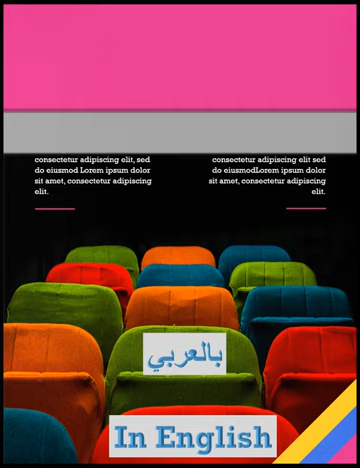 consectetur adipiscing elit, sed
do eiusmod Lorem ipsum dolor
sit amet, consectetur adipiscing
elit.
consectetur adipiscing elit sed
do eiusmodLorem ipsum dolor
sit amet, consectetur adipiscing
elit.
بالعربي
In English